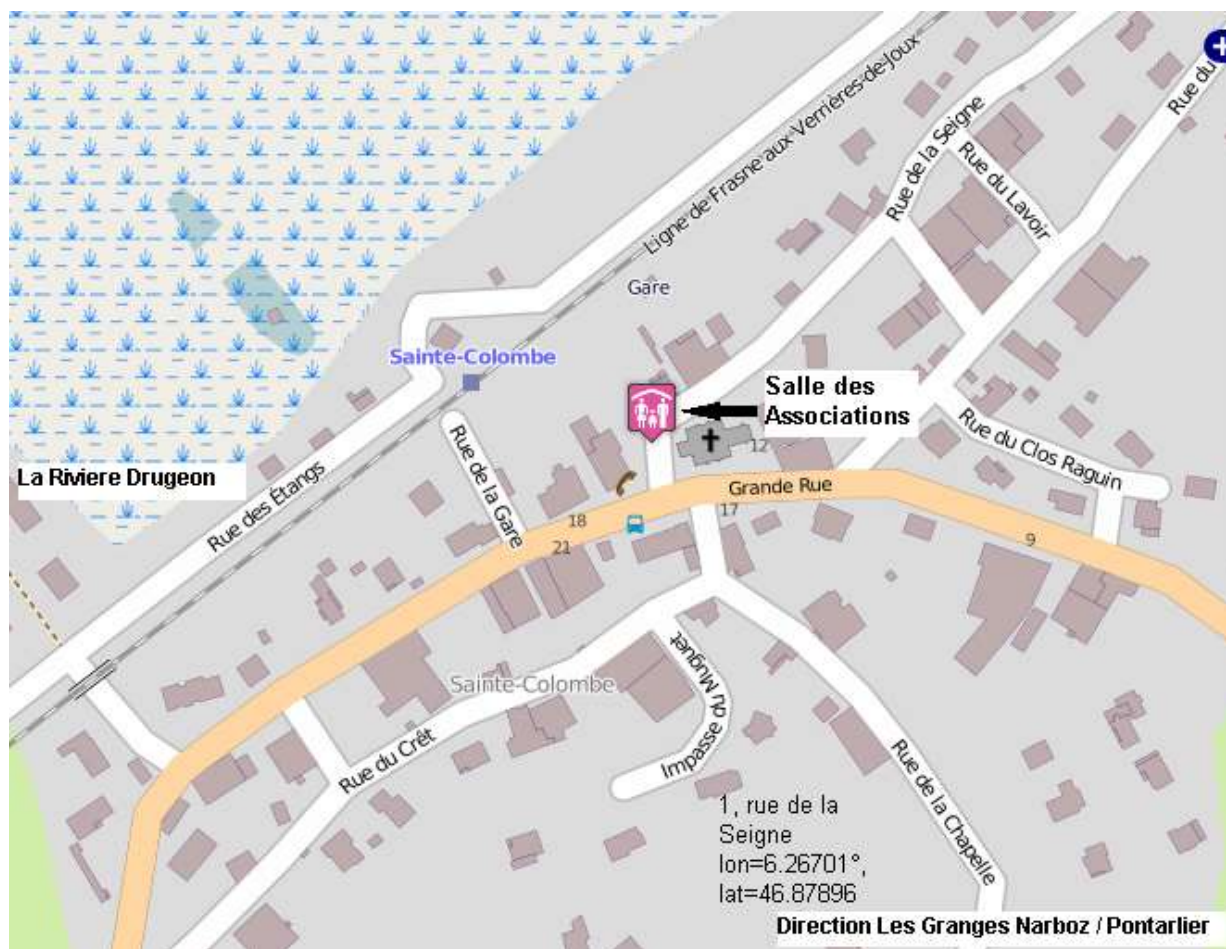 Rue du
Ligne de Frasne aux Verrières-de-Joux
Rue de la Seigne
Rue du Lavoir
Gare
Sainte-Colombe
Salle des
Associations
12
Rue du Clos Raguin
La Riviere Drugeon
Rue des Étangs
Rue de la Gare
Grande Rue
18
17
21
9
Sainte-Colombe
Impasse du Muguet
Rue du Crêt
Rue de la Chapelle
1, rue de la
Seigne
lon=6.26701°,
lat=46.87896
Direction Les Granges Narboz / Pontarlier